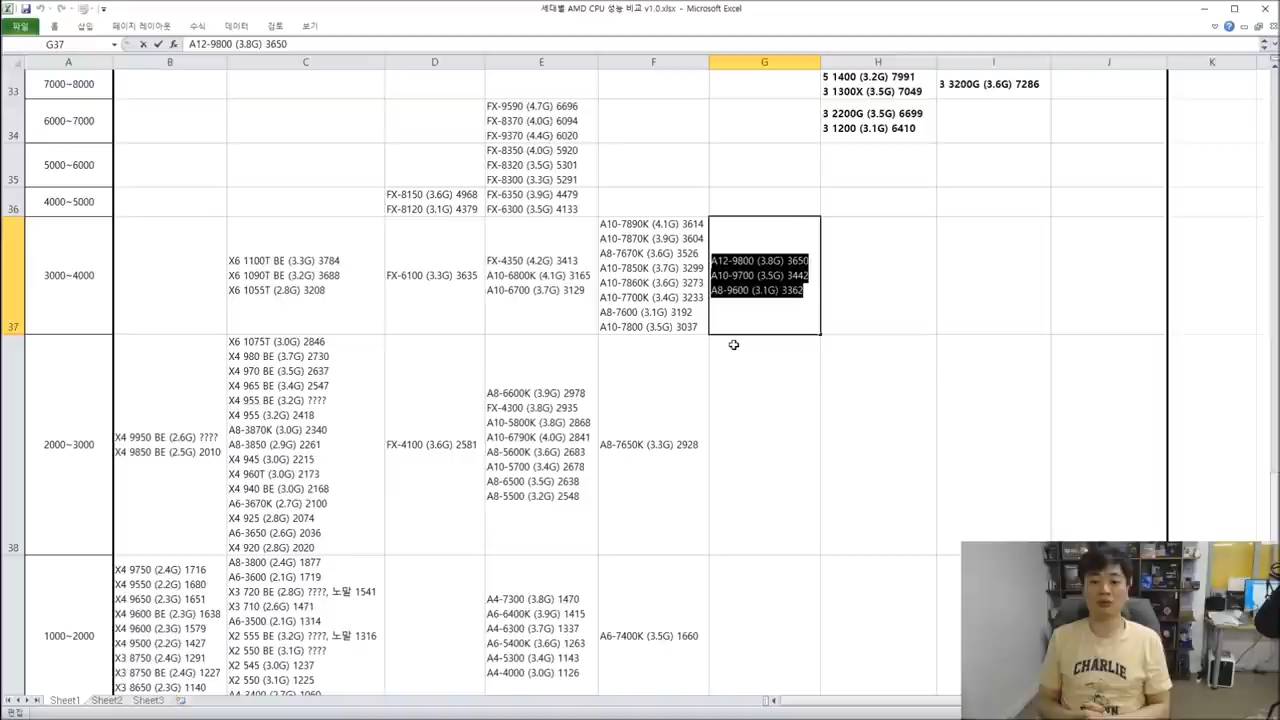 세대별 AMD CPU 성능 비교 v1.0.xlsx - Microsoft Excel
파일 홈 삽입 페이지 레이아웃 수식 데이터 검토 보기
G37 A12-9800 (3.8G) 3650
A B C D E F G H I J K
33
7000~8000
5 1400 (3.2G) 7991
3 1300X (3.5G) 7049
3 3200G (3.6G) 7286
34
6000~7000
FX-9590 (4.7G) 6696
FX-8370 (4.0G) 6094
FX-9370 (4.4G) 6020
3 2200G (3.5G) 6699
3 1200 (3.1G) 6410
35
5000~6000
FX-8350 (4.0G) 5920
FX-8320 (3.5G) 5301
FX-8300 (3.3G) 5291
36
4000~5000
FX-8150 (3.6G) 4968
FX-8120 (3.1G) 4379
FX-6350 (3.9G) 4479
FX-6300 (3.5G) 4133
37
3000~4000
X6 1100T BE (3.3G) 3784
X6 1090T BE (3.2G) 3688
X6 1055T (2.8G) 3208
FX-6100 (3.3G) 3635
FX-4350 (4.2G) 3413
A10-6800K (4.1G) 3165
A10-6700 (3.7G) 3129
A10-7890K (4.1G) 3614
A10-7870K (3.9G) 3604
A8-7670K (3.6G) 3526
A10-7850K (3.7G) 3299
A10-7860K (3.6G) 3273
A10-7700K (3.4G) 3233
A8-7600 (3.1G) 3192
A10-7800 (3.5G) 3037
A12-9800 (3.8G) 3650
A10-9700 (3.5G) 3442
A8-9600 (3.1G) 3362
38
2000~3000
X4 9950 BE (2.6G) ????
X4 9850 BE (2.5G) 2010
X6 1075T (3.0G) 2846
X4 980 BE (3.7G) 2730
X4 970 BE (3.5G) 2637
X4 965 BE (3.4G) 2547
X4 955 BE (3.2G) ????
X4 955 (3.2G) 2418
A8-3870K (3.0G) 2340
A8-3850 (2.9G) 2261
X4 945 (3.0G) 2215
X4 960T (3.0G) 2173
X4 940 BE (3.0G) 2168
A6-3670K (2.7G) 2100
X4 925 (2.8G) 2074
A6-3650 (2.6G) 2036
X4 920 (2.8G) 2020
FX-4100 (3.6G) 2581
A8-6600K (3.9G) 2978
FX-4300 (3.8G) 2935
A10-5800K (3.8G) 2868
A10-6790K (4.0G) 2841
A8-5600K (3.6G) 2683
A10-5700 (3.4G) 2678
A8-6500 (3.5G) 2638
A8-5500 (3.2G) 2548
A8-7650K (3.3G) 2928
1000~2000
X4 9750 (2.4G) 1716
X4 9550 (2.2G) 1680
X4 9650 (2.3G) 1651
X4 9600 BE (2.3G) 1638
X4 9600 (2.3G) 1579
X4 9500 (2.2G) 1427
X3 8750 (2.4G) 1291
X3 8750 BE (2.4G) 1227
X3 8650 (2.3G) 1140
A8-3800 (2.4G) 1877
A6-3600 (2.1G) 1719
X3 720 BE (2.8G) ????, 노말 1541
X3 710 (2.6G) 1471
A6-3500 (2.1G) 1314
X2 555 BE (3.2G) ????, 노말 1316
X2 550 BE (3.1G) ????
X2 545 (3.0G) 1237
X2 550 (3.1G) 1225
A4-3400 (2.7G) 1060
A4-7300 (3.8G) 1470
A6-6400K (3.9G) 1415
A4-6300 (3.7G) 1337
A6-5400K (3.6G) 1263
A4-5300 (3.4G) 1143
A4-4000 (3.0G) 1126
A6-7400K (3.5G) 1660
CHARLIE
Sheet1 Sheet2 Sheet3
편집